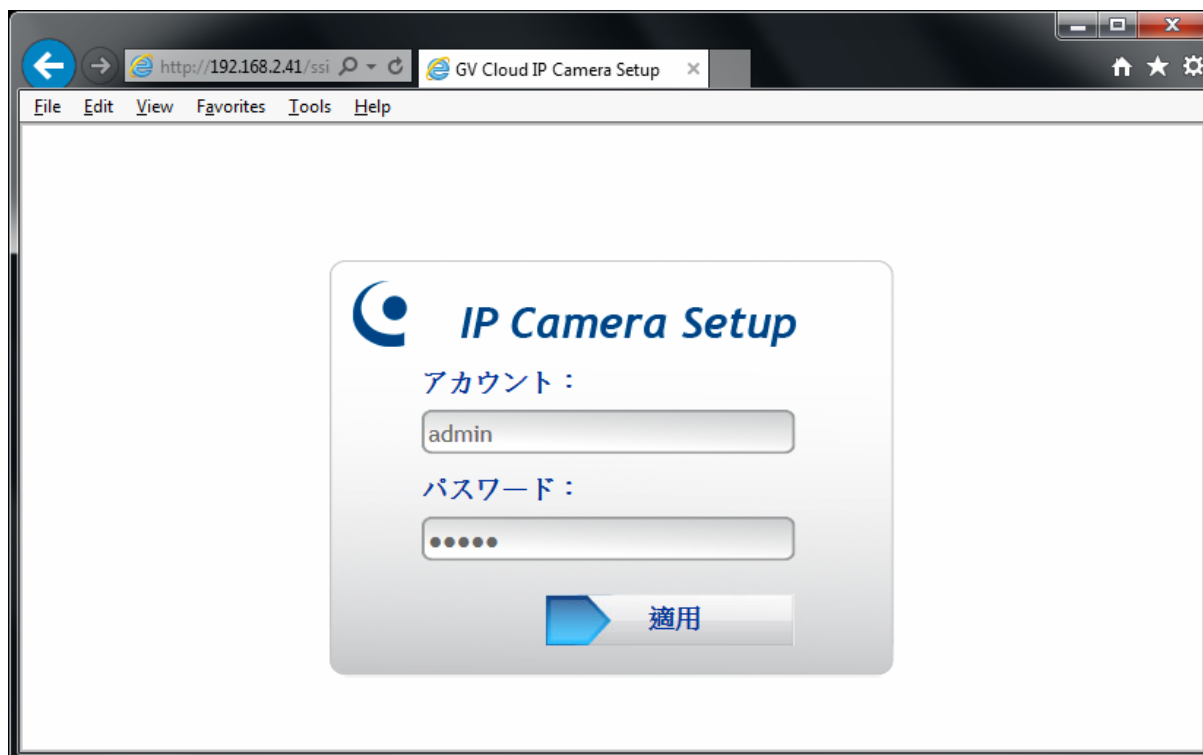 http://192.168.2.41/ssi
GV Cloud IP Camera Setup
File Edit View Favorites Tools Help
IP Camera Setup
アカウント：
admin
パスワード：
●●●●●
適用